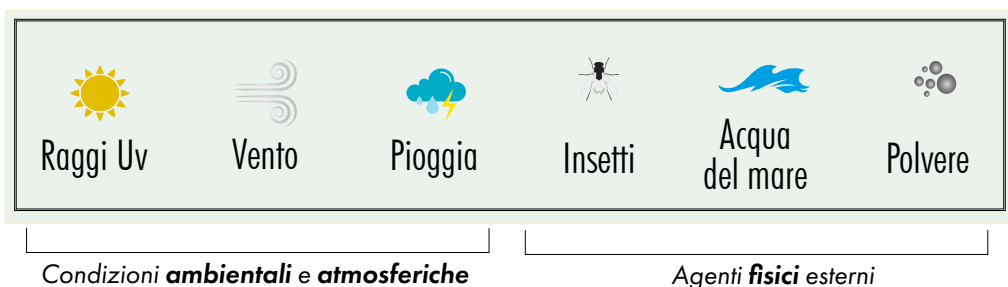 Raggi Uv
Vento
Pioggia
Insetti
Acqua
del mare
Polvere
Condizioni ambientali e atmosferiche
Agenti fisici esterni